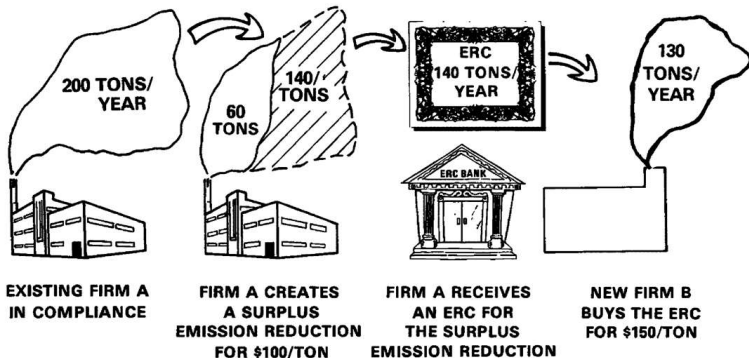 200 TONS/
YEAR
60
TONS
140/
TONS
ERC
140 TONS/
YEAR
130
TONS/
YEAR
ERC BANK
EXISTING FIRM A
IN COMPLIANCE
FIRM A CREATES
A SURPLUS
EMISSION REDUCTION
FOR $100/TON
FIRM A RECEIVES
AN ERC FOR
THE SURPLUS
EMISSION REDUCTION
NEW FIRM B
BUYS THE ERC
FOR $150/TON